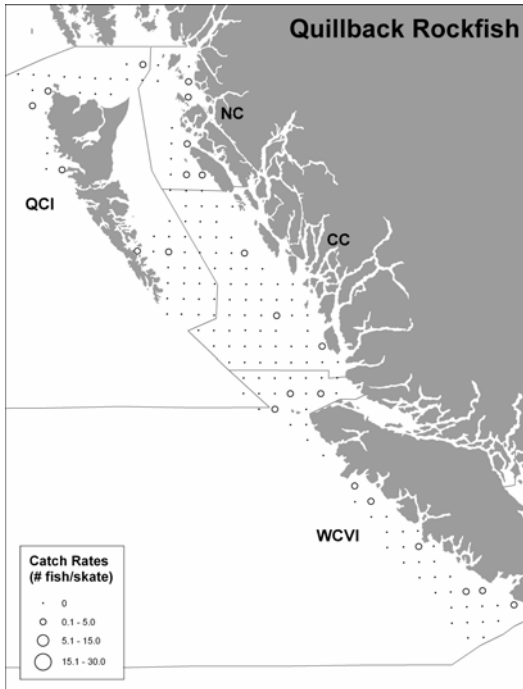 Quillback Rockfish
NC
QCI
CC
WCVI
Catch Rates
(# fish/skate)
0
0.1 - 5.0
5.1 - 15.0
15.1 - 30.0